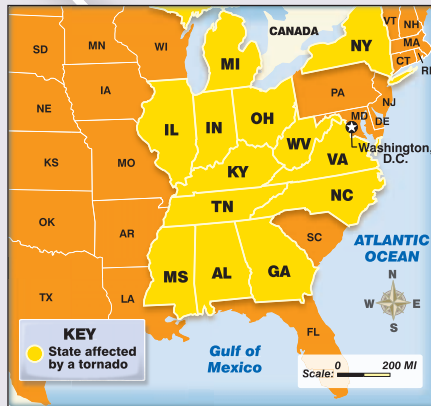 VT
NH
SD
MN
WI
CANADA
NY
MA
MI
CT
RI
IA
PA
NE
NJ
OH
IL
IN
MD
DE
WV
Washington,
D.C.
KS
MO
VA
KY
NC
TN
OK
AR
SC
ATLANTIC
OCEAN
MS
AL
GA
N
W
E
S
TX
LA
FL
KEY
State affected
by a tornado
Gulf of
Mexico
0
200 MI
Scale: